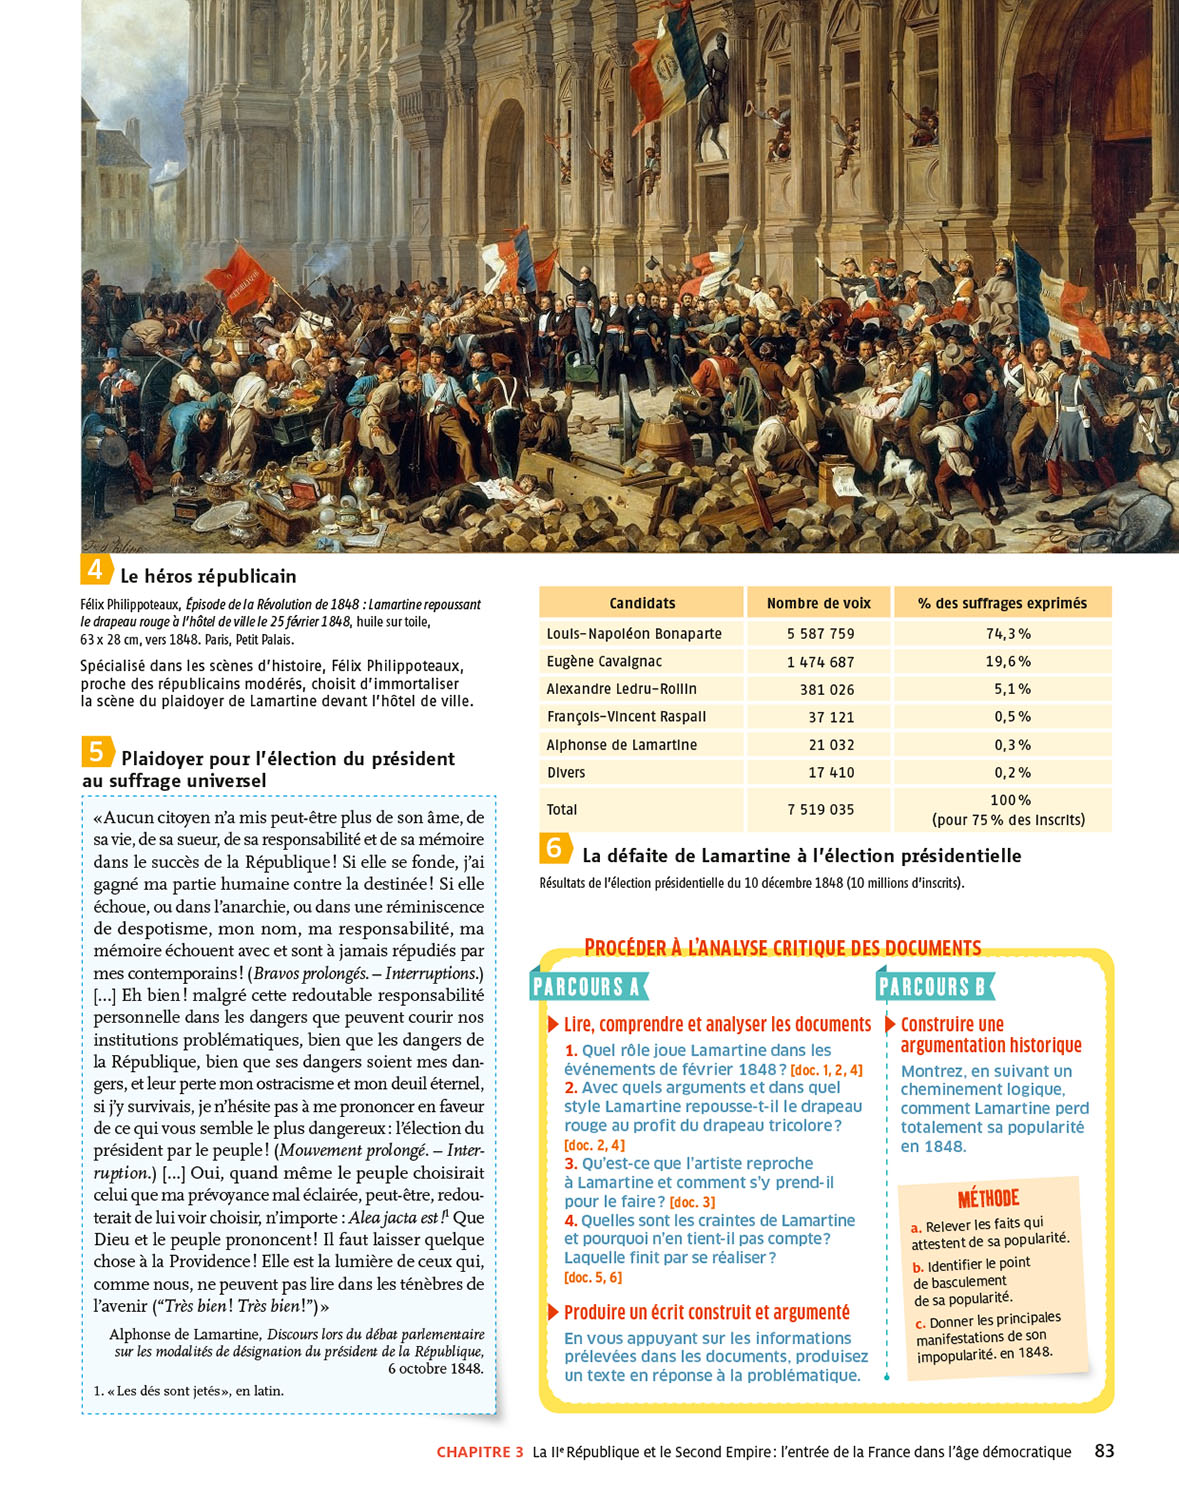 4 Le héros républicain
Félix Philippoteaux, Épisode de la Révolution de 1848 : Lamartine repoussant
le drapeau rouge à l'hôtel de ville le 25 février 1848, huile sur toile,
63 x 28 cm, vers 1848. Paris, Petit Palais.
Spécialisé dans les scènes d'histoire, Félix Philippoteaux,
proche des républicains modérés, choisit d'immortaliser
la scène du plaidoyer de Lamartine devant l'hôtel de ville.
5 Plaidoyer pour l'élection du président
au suffrage universel
«Aucun citoyen n'a mis peut-être plus de son âme, de
sa vie, de sa sueur, de sa responsabilité et de sa mémoire
dans le succès de la République! Si elle se fonde, j'ai
gagné ma partie humaine contre la destinée! Si elle
échoue, ou dans l'anarchie, ou dans une réminiscence
de despotisme, mon nom, ma responsabilité, ma
mémoire échouent avec et sont à jamais répudiés par
mes contemporains! (Bravos prolongés. – Interruptions.)
[...] Eh bien! malgré cette redoutable responsabilité
personnelle dans les dangers que peuvent courir nos
institutions problématiques, bien que les dangers de
la République, bien que ses dangers soient mes dan-
gers, et leur perte mon ostracisme et mon deuil éternel,
si j'y survivais, je n'hésite pas à me prononcer en faveur
de ce qui vous semble le plus dangereux : l'élection du
président par le peuple! (Mouvement prolongé. – Inter-
ruption.) [...] Oui, quand même le peuple choisirait
celui que ma prévoyance mal éclairée, peut-être, redou-
terait de lui voir choisir, n'importe : Alea jacta est !1 Que
Dieu et le peuple prononcent! Il faut laisser quelque
chose à la Providence! Elle est la lumière de ceux qui,
comme nous, ne peuvent pas lire dans les ténèbres de
l'avenir (“Très bien! Très bien!”)»
Alphonse de Lamartine, Discours lors du débat parlementaire
sur les modalités de désignation du président de la République,
6 octobre 1848.
1. «Les dés sont jetés», en latin.
Candidats Nombre de voix % des suffrages exprimés
Louis-Napoléon Bonaparte 5 587 759 74,3 %
Eugène Cavaignac 1 474 687 19,6 %
Alexandre Ledru-Rollin 381 026 5,1 %
François-Vincent Raspail 37 121 0,5 %
Alphonse de Lamartine 21 032 0,3 %
Divers 17 410 0,2 %
Total 7 519 035 100 %
(pour 75 % des inscrits)
6 La défaite de Lamartine à l'élection présidentielle
Résultats de l'élection présidentielle du 10 décembre 1848 (10 millions d'inscrits).
PROCÉDER À L'ANALYSE CRITIQUE DES DOCUMENTS
PARCOURS A
Lire, comprendre et analyser les documents
1. Quel rôle joue Lamartine dans les
événements de février 1848 ? [doc. 1, 2, 4]
2. Avec quels arguments et dans quel
style Lamartine repousse-t-il le drapeau
rouge au profit du drapeau tricolore ?
[doc. 2, 4]
3. Qu'est-ce que l'artiste reproche
à Lamartine et comment s'y prend-il
pour le faire ? [doc. 3]
4. Quelles sont les craintes de Lamartine
et pourquoi n'en tient-il pas compte ?
Laquelle finit par se réaliser ?
[doc. 5, 6]
Produire un écrit construit et argumenté
En vous appuyant sur les informations
prélevées dans les documents, produisez
un texte en réponse à la problématique.
PARCOURS B
Construire une
argumentation historique
Montrez, en suivant un
cheminement logique,
comment Lamartine perd
totalement sa popularité
en 1848.
MÉTHODE
a. Relever les faits qui
attestent de sa popularité.
b. Identifier le point
de basculement
de sa popularité.
c. Donner les principales
manifestations de son
impopularité. en 1848.
CHAPITRE 3 La IIe République et le Second Empire : l'entrée de la France dans l'âge démocratique 83